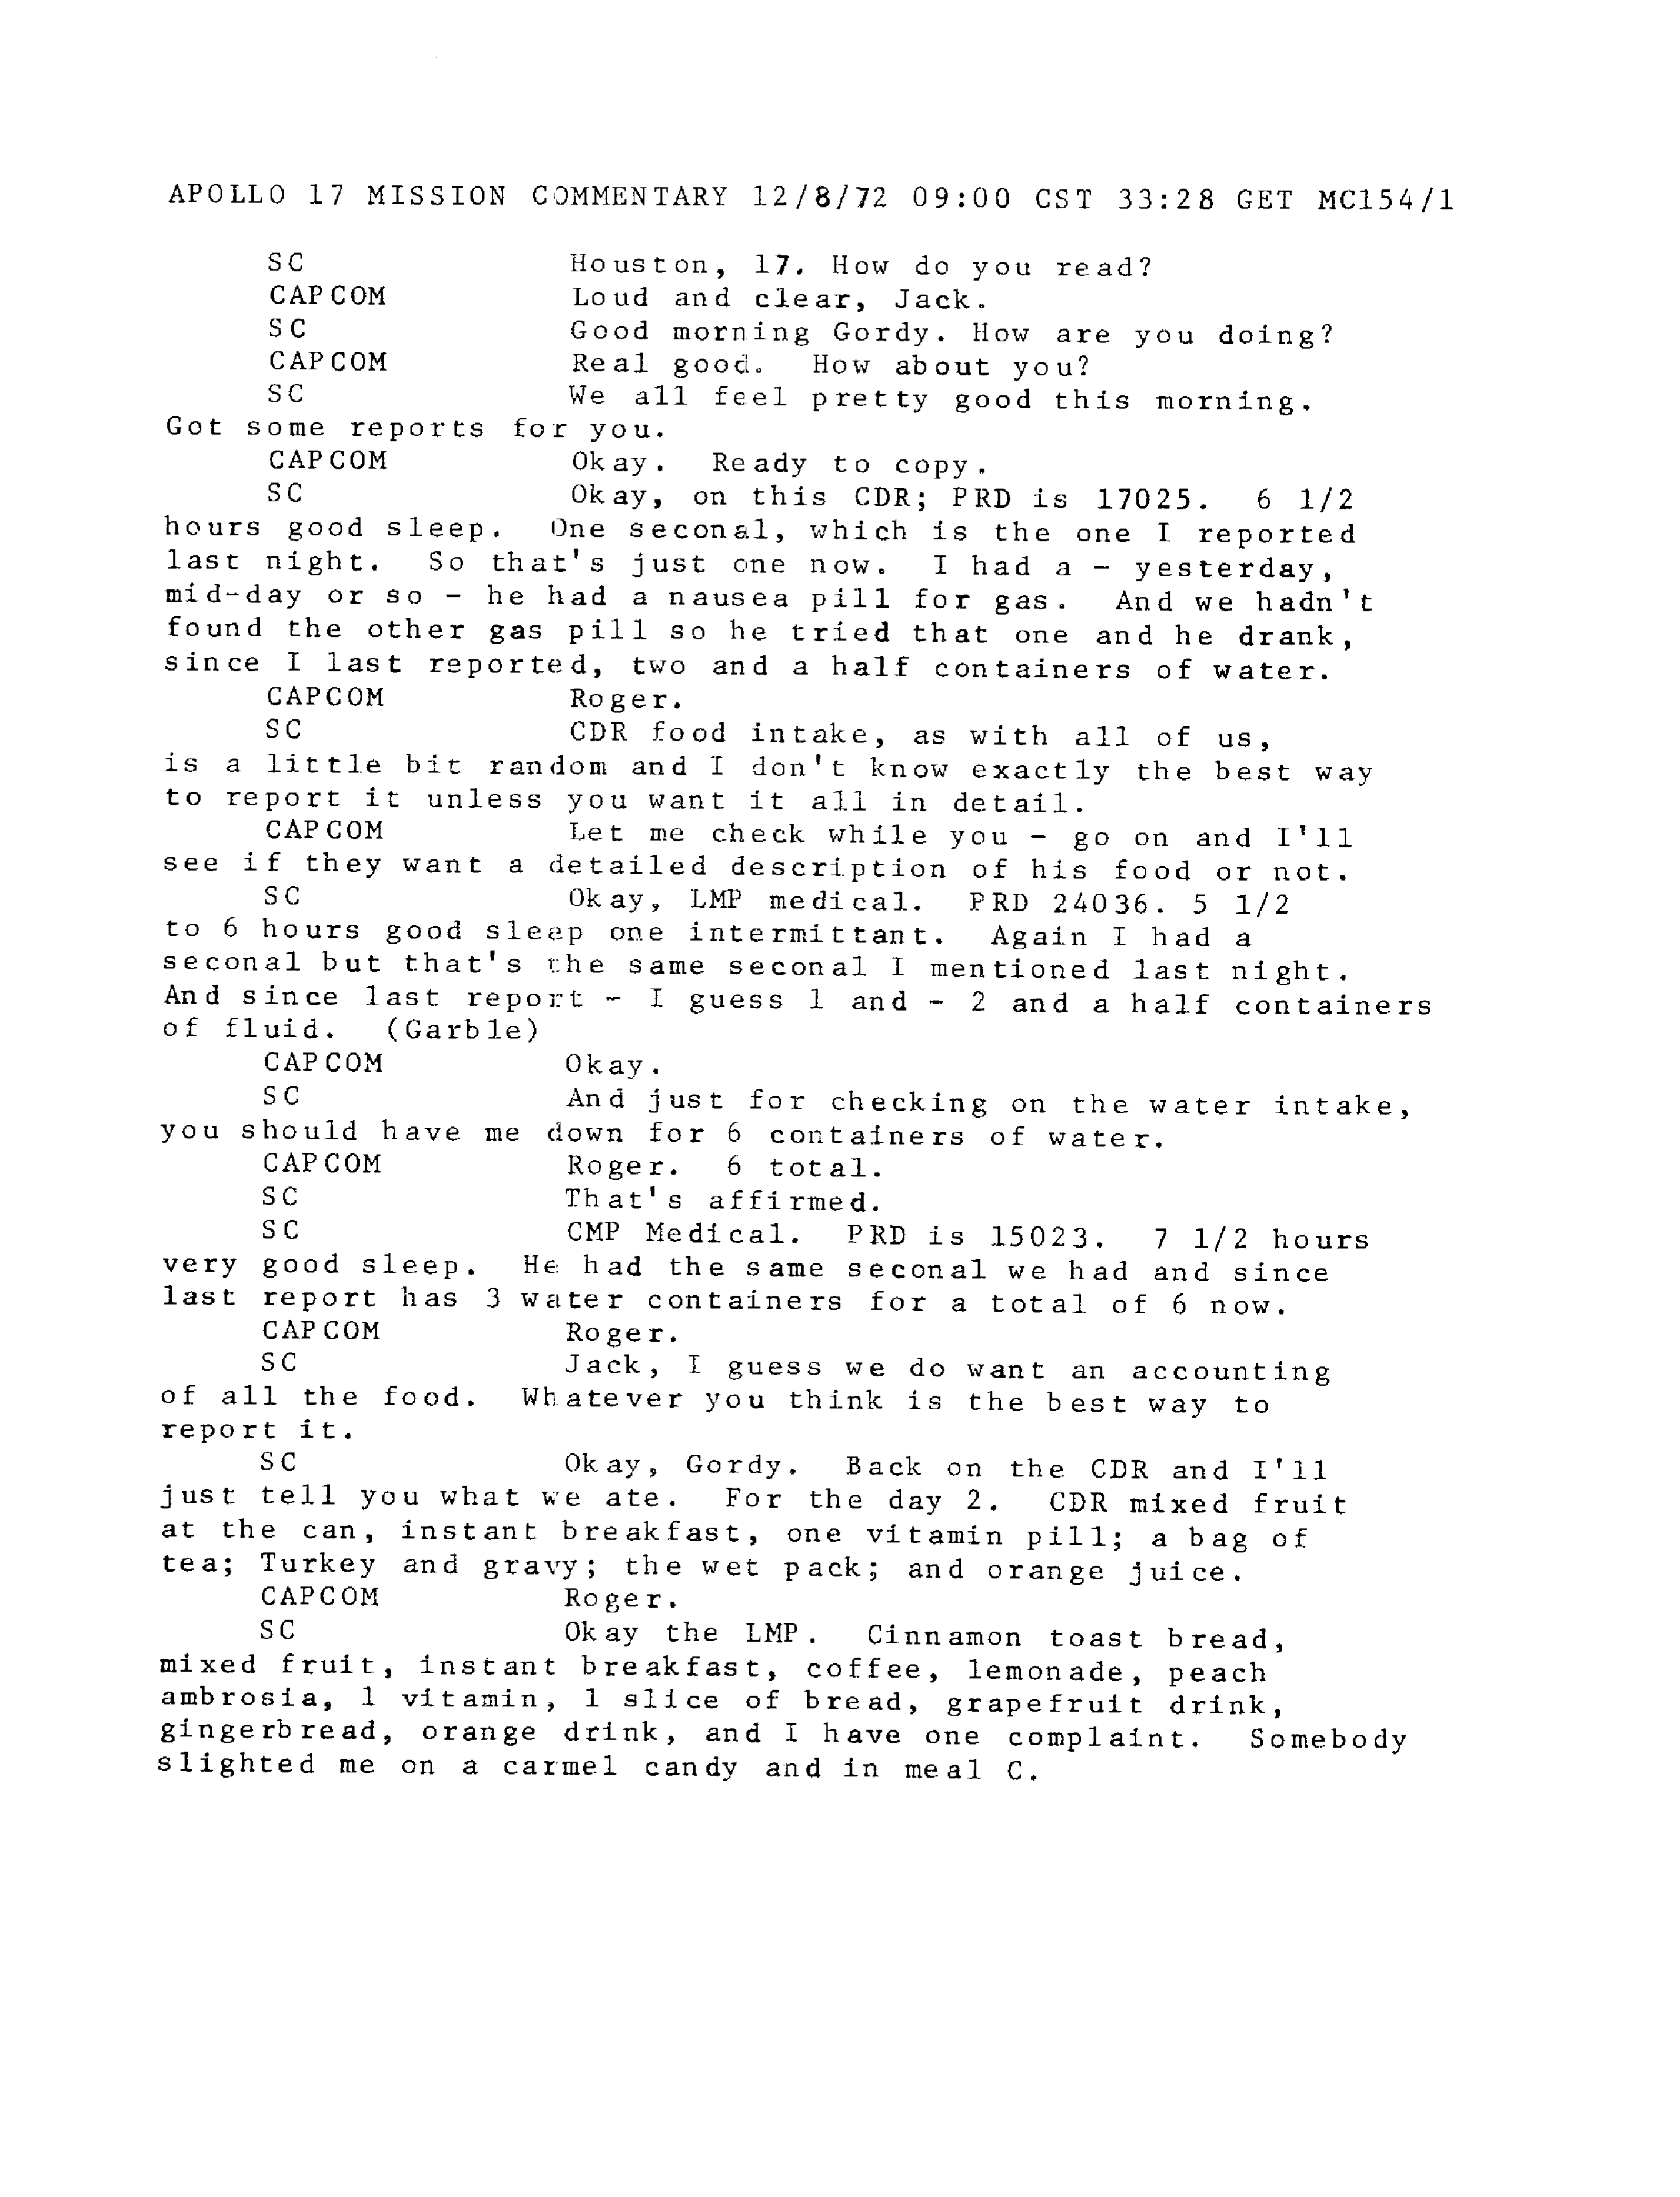 APOLLO 17 MISSION COMMENTARY 12/8/72 09:00 CST 33:28 GET MC154/1
SC Houston, 17. How do you read?
CAPCOM Loud and clear, Jack.
SC Good morning Gordy. How are you doing?
CAPCOM Real good. How about you?
SC We all feel pretty good this morning.
Got some reports for you.
CAPCOM Okay. Ready to copy.
SC Okay, on this CDR; PRD is 17025. 6 1/2
hours good sleep. One seconal, which is the one I reported
last night. So that's just one now. I had a - yesterday,
mid-day or so - he had a nausea pill for gas. And we hadn't
found the other gas pill so he tried that one and he drank,
since I last reported, two and a half containers of water.
CAPCOM Roger.
SC CDR food intake, as with all of us,
is a little bit random and I don't know exactly the best way
to report it unless you want it all in detail.
CAPCOM Let me check while you - go on and I'll
see if they want a detailed description of his food or not.
SC Okay, LMP medical. PRD 24036. 5 1/2
to 6 hours good sleep one intermittant. Again I had a
seconal but that's the same seconal I mentioned last night.
And since last report - I guess 1 and - 2 and a half containers
of fluid. (Garble)
CAPCOM Okay.
SC And just for checking on the water intake,
you should have me down for 6 containers of water.
CAPCOM Roger. 6 total.
SC That's affirmed.
SC CMP Medical. PRD is 15023. 7 1/2 hours
very good sleep. He had the same seconal we had and since
last report has 3 water containers for a total of 6 now.
CAPCOM Roger.
SC Jack, I guess we do want an accounting
of all the food. Whatever you think is the best way to
report it.
SC Okay, Gordy. Back on the CDR and I'll
just tell you what we ate. For the day 2. CDR mixed fruit
at the can, instant breakfast, one vitamin pill; a bag of
tea; Turkey and gravy; the wet pack; and orange juice.
CAPCOM Roger.
SC Okay the LMP. Cinnamon toast bread,
mixed fruit, instant breakfast, coffee, lemonade, peach
ambrosia, 1 vitamin, 1 slice of bread, grapefruit drink,
gingerbread, orange drink, and I have one complaint. Somebody
slighted me on a carmel candy and in meal C.